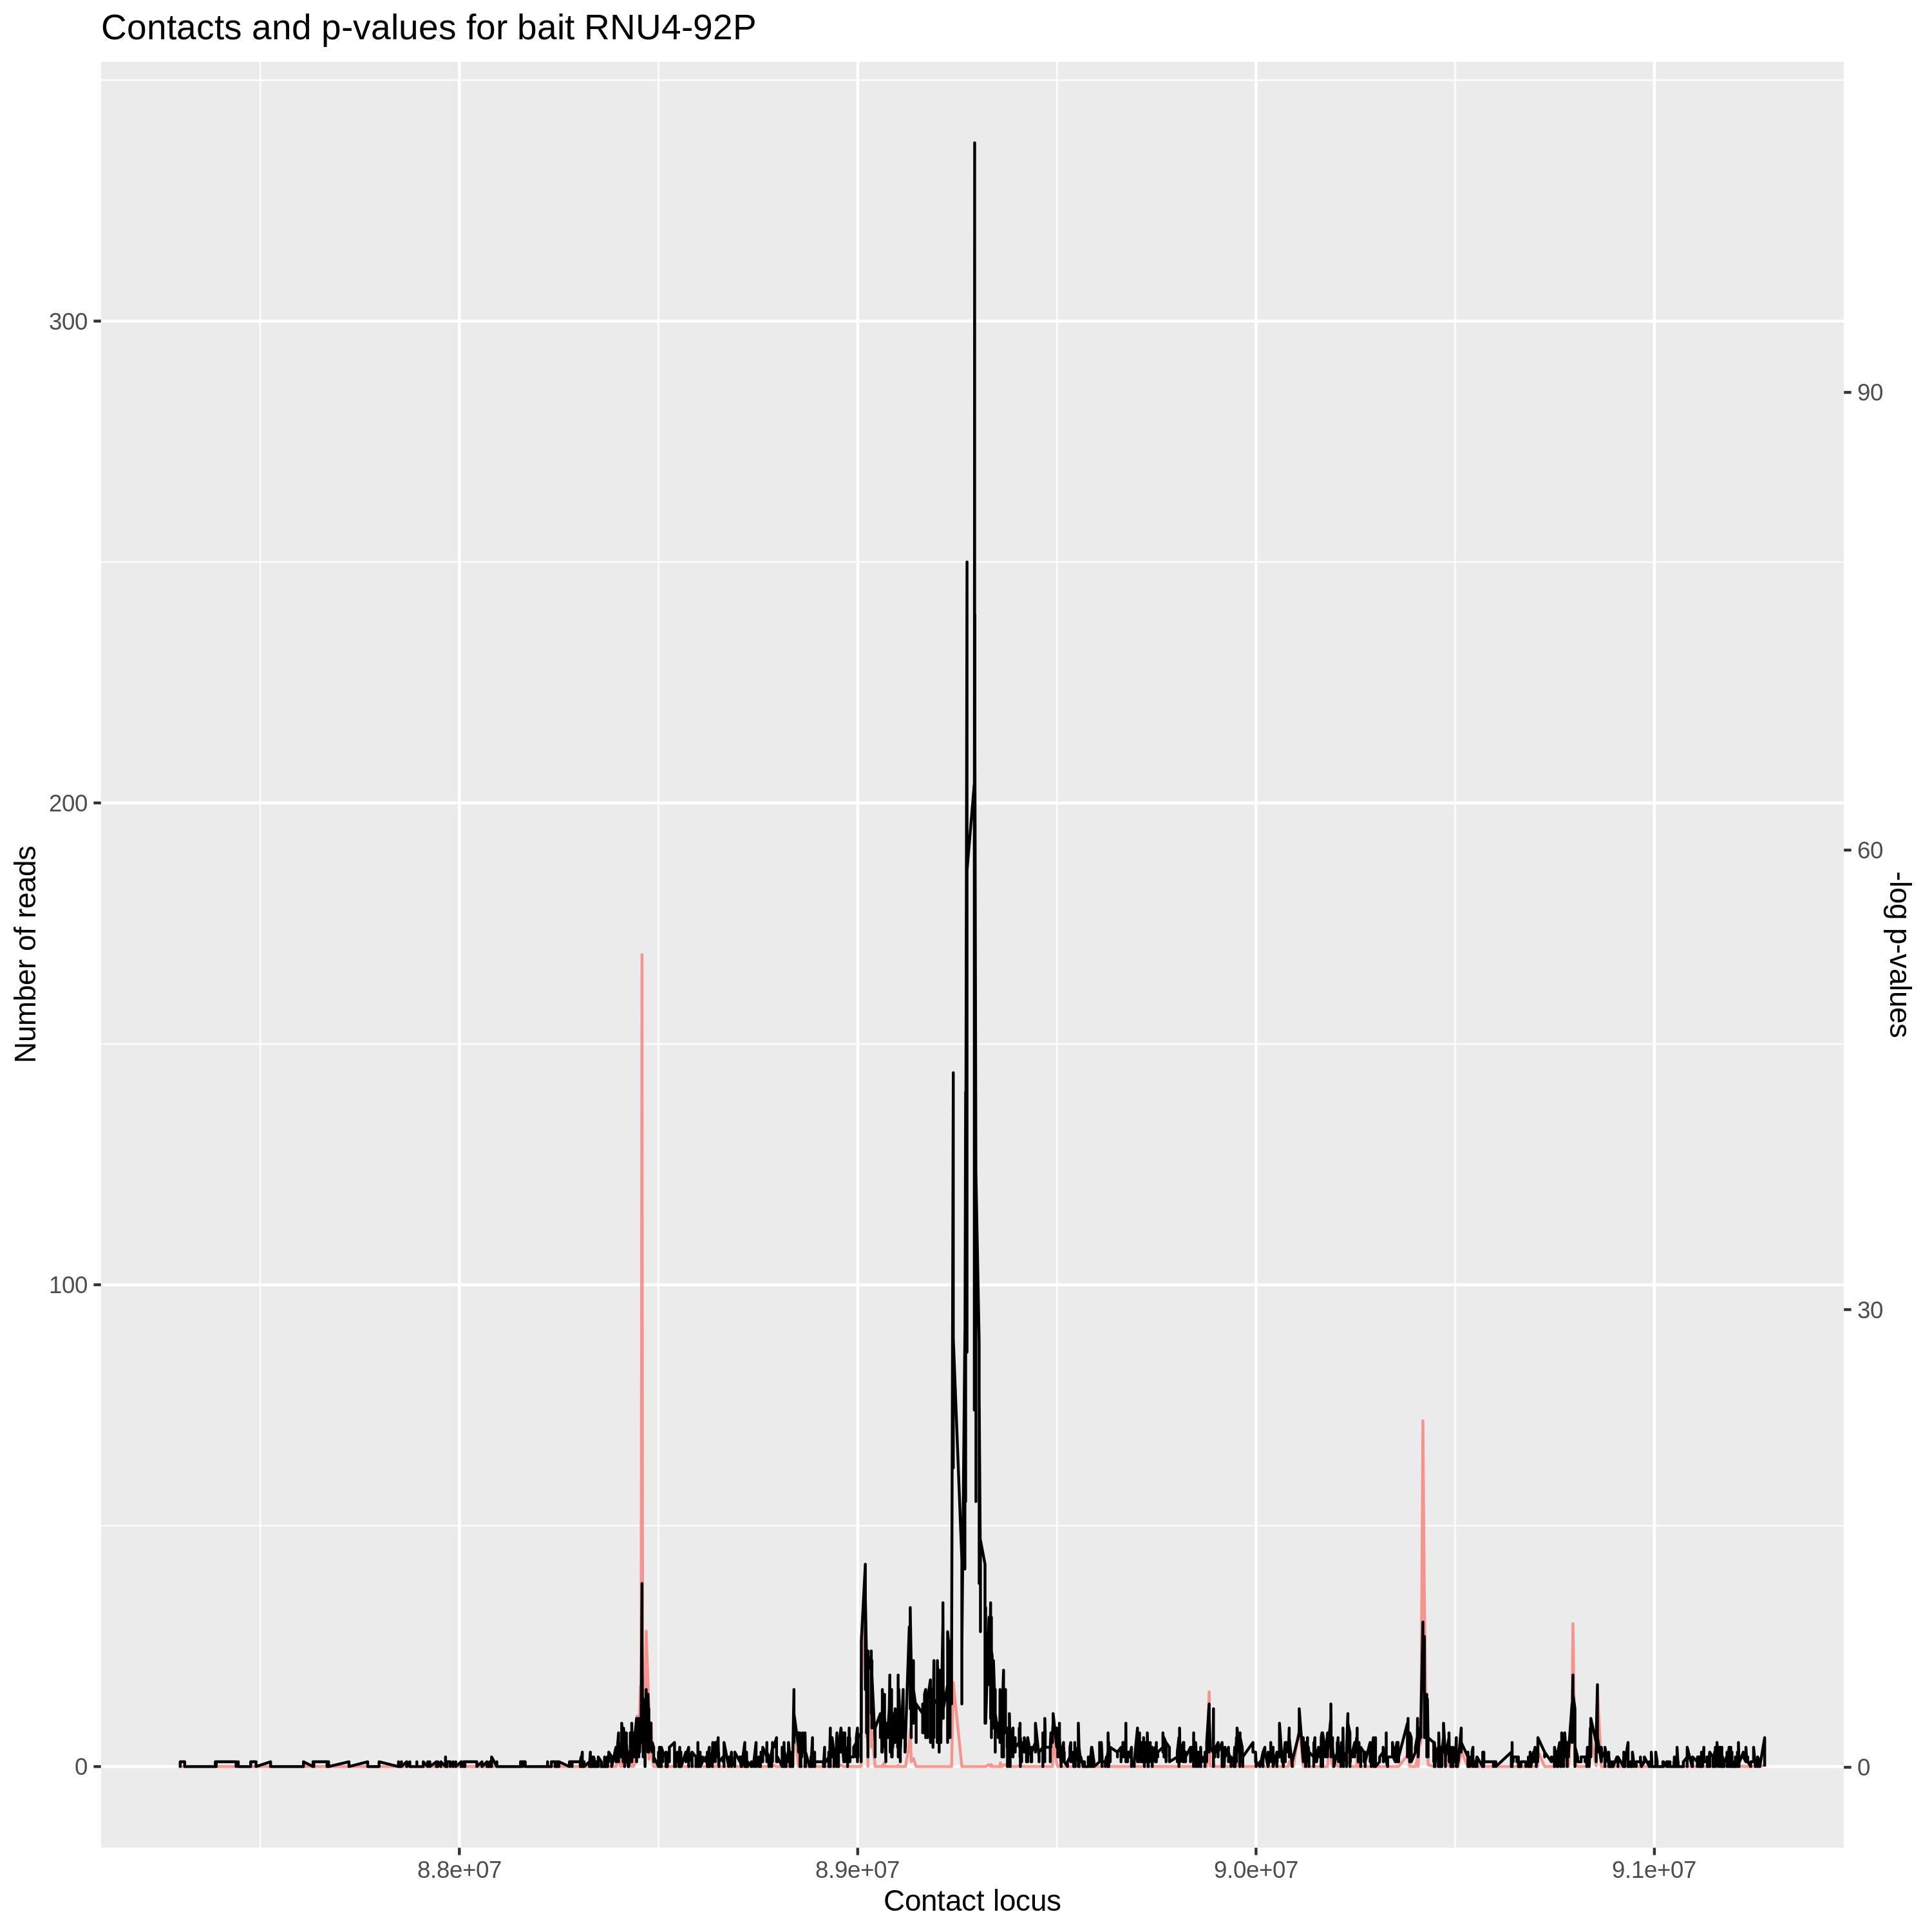 Contacts and p-values for bait RNU4-92P
300
200
100
0
90
60
30
0
Number of reads
-log p-values
8.8e+07
8.9e+07
9.0e+07
9.1e+07
Contact locus